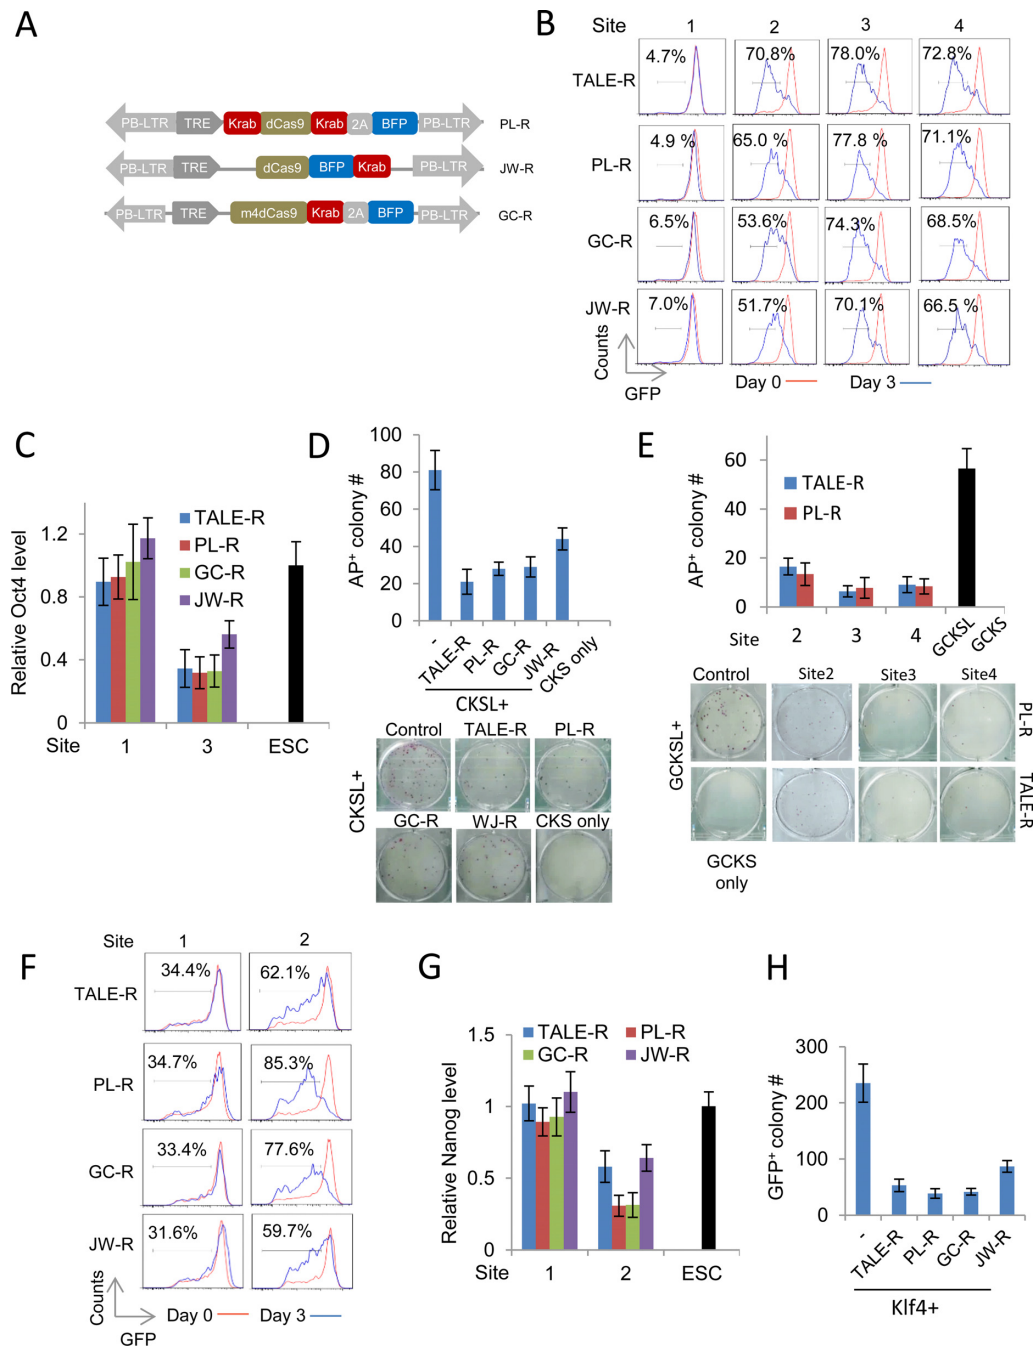 A
PB-LTR TRE Krab dCas9 Krab 2A BFP PB-LTR PL-R
PB-LTR TRE dCas9 BFP Krab PB-LTR JW-R
PB-LTR TRE m4dCas9 Krab 2A BFP PB-LTR GC-R
B
Site 1 2 3 4
TALE-R 4.7% 70.8% 78.0% 72.8%
PL-R 4.9 % 65.0 % 77.8 % 71.1%
GC-R 6.5% 53.6% 74.3% 68.5%
JW-R 7.0% 51.7% 70.1% 66.5 %
Counts
GFP
Day 0 Day 3
C
Relative Oct4 level
1.2
0.8
0.4
0
TALE-R
PL-R
GC-R
JW-R
Site 1 3 ESC
D
AP+ colony #
100
80
60
40
20
0
- TALE-R PL-R GC-R JW-R CKS only
CKSL+
CKSL+
Control TALE-R PL-R
GC-R WJ-R CKS only
E
AP+ colony #
60
40
20
0
TALE-R
PL-R
Site 2 3 4 GCKSL GCKS
GCKSL+
Control Site2 Site3 Site4
PL-R
TALE-R
GCKS
only
F
Site 1 2
TALE-R 34.4% 62.1%
PL-R 34.7% 85.3%
GC-R 33.4% 77.6%
JW-R 31.6% 59.7%
Counts
GFP
Day 0 Day 3
G
Relative Nanog level
1.5
1
0.5
0
TALE-R PL-R
GC-R JW-R
Site 1 2 ESC
H
GFP+ colony #
300
200
100
0
- TALE-R PL-R GC-R JW-R
Klf4+